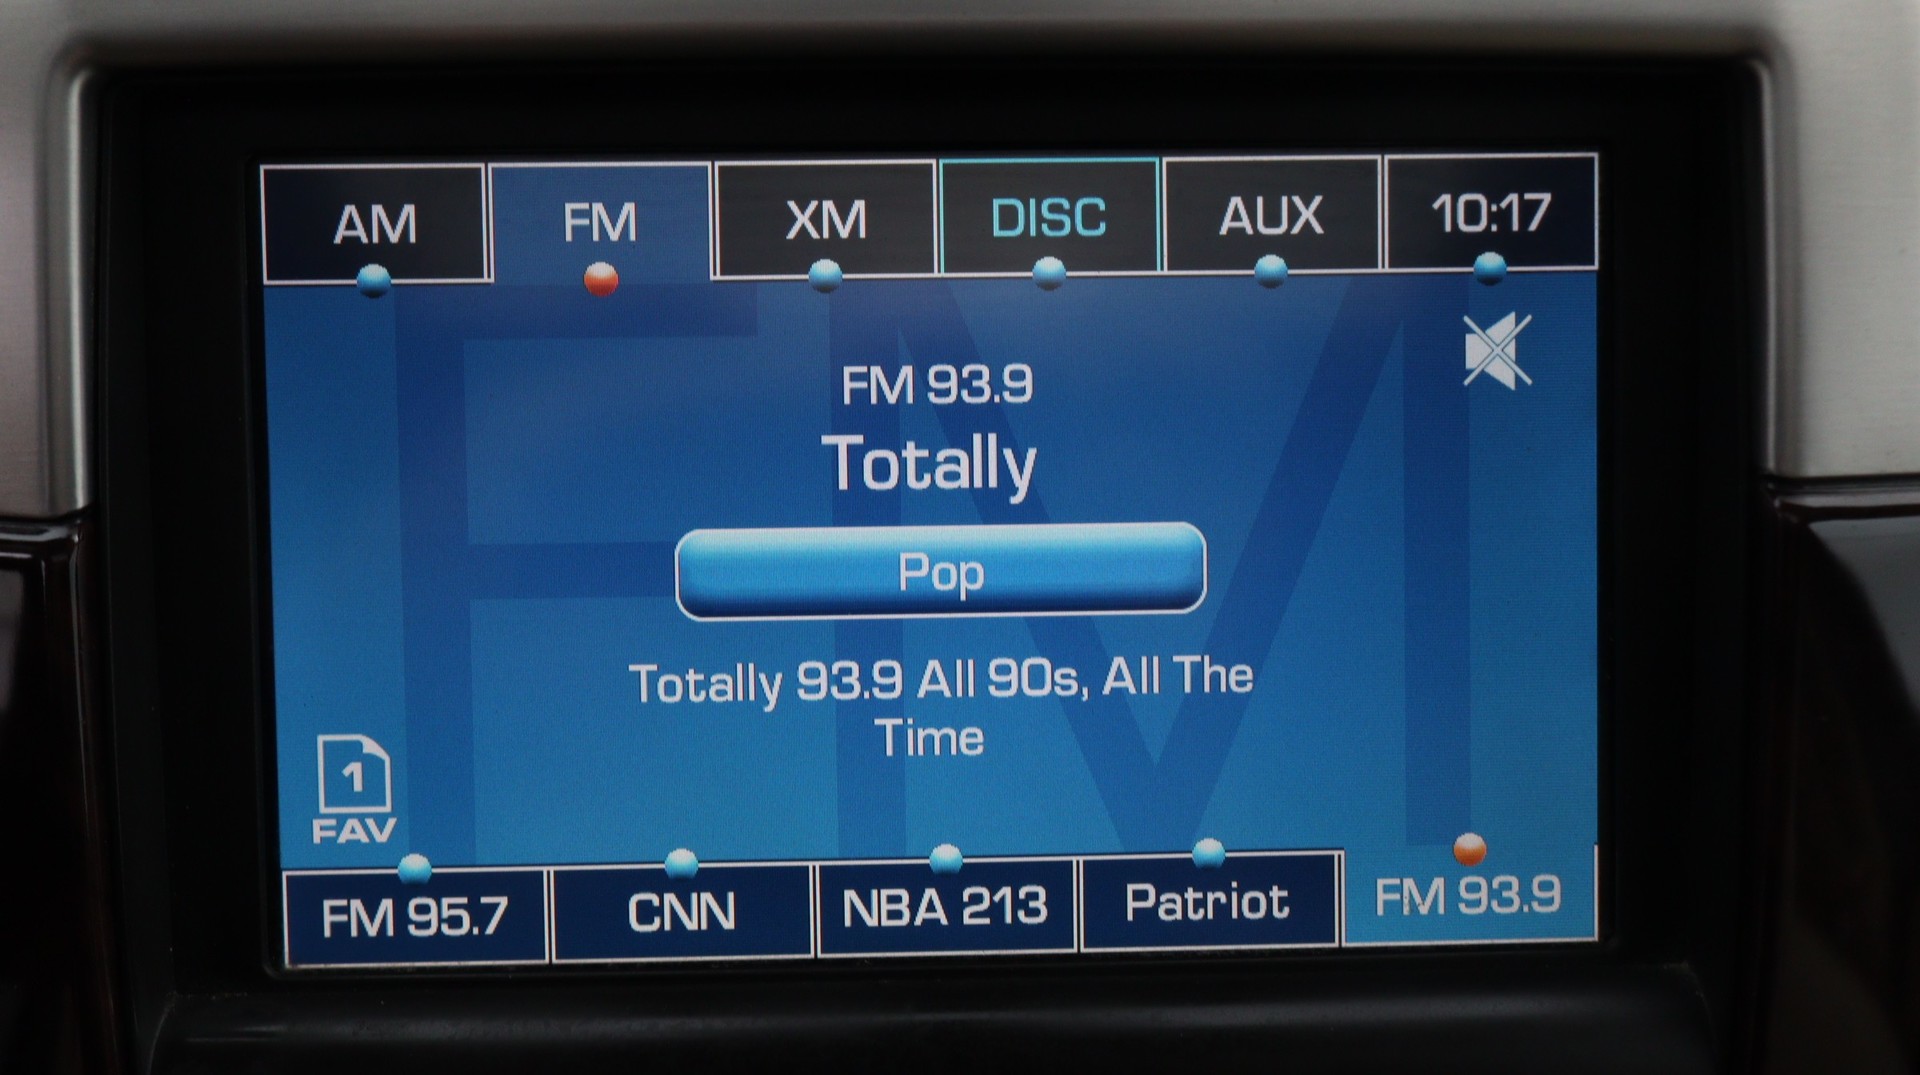 AM FM XM DISC AUX 10:17
FM 93.9
Totally
Pop
Totally 93.9 All 90s, All The
Time
1
FAV
FM 95.7 CNN NBA 213 Patriot FM 93.9